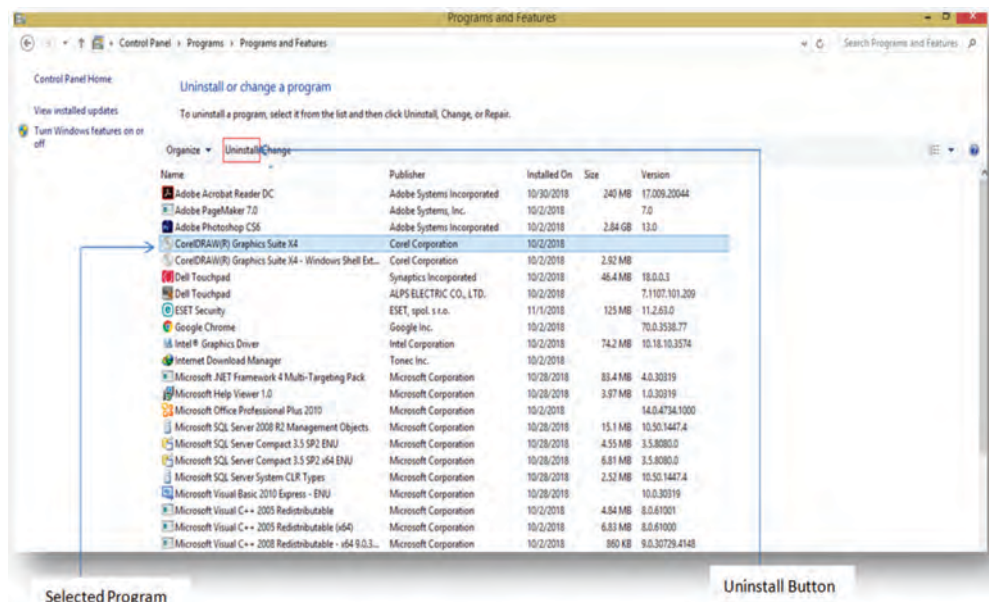 Programs and Features
Control Panel › Programs › Programs and Features
Search Programs and Features
Control Panel Home
View installed updates
Turn Windows features on or
off
Uninstall or change a program
To uninstall a program, select it from the list and then click Uninstall, Change, or Repair.
Organize Uninstall/Change
Name Publisher Installed On Size Version
Adobe Acrobat Reader DC Adobe Systems Incorporated 10/30/2018 240 MB 17.009.20044
Adobe PageMaker 7.0 Adobe Systems, Inc. 10/2/2018 7.0
Adobe Photoshop CS6 Adobe Systems Incorporated 10/2/2018 2.84 GB 13.0
CorelDRAW(R) Graphics Suite X4 Corel Corporation 10/2/2018
CorelDRAW(R) Graphics Suite X4 - Windows Shell Ext... Corel Corporation 10/2/2018 2.92 MB
Dell Touchpad Synaptics Incorporated 10/2/2018 46.4 MB 18.0.0.3
Dell Touchpad ALPS ELECTRIC CO., LTD. 10/2/2018 7.1107.101.209
ESET Security ESET, spol. s r.o. 11/1/2018 125 MB 11.2.63.0
Google Chrome Google Inc. 10/2/2018 70.0.3538.77
Intel® Graphics Driver Intel Corporation 10/2/2018 74.2 MB 10.18.10.3574
Internet Download Manager Tonec Inc. 10/2/2018
Microsoft .NET Framework 4 Multi-Targeting Pack Microsoft Corporation 10/28/2018 83.4 MB 4.0.30319
Microsoft Help Viewer 1.0 Microsoft Corporation 10/28/2018 3.97 MB 1.0.30319
Microsoft Office Professional Plus 2010 Microsoft Corporation 10/2/2018 14.0.4734.1000
Microsoft SQL Server 2008 R2 Management Objects Microsoft Corporation 10/28/2018 15.1 MB 10.50.1447.4
Microsoft SQL Server Compact 3.5 SP2 ENU Microsoft Corporation 10/28/2018 4.55 MB 3.5.8080.0
Microsoft SQL Server Compact 3.5 SP2 x64 ENU Microsoft Corporation 10/28/2018 6.81 MB 3.5.8080.0
Microsoft SQL Server System CLR Types Microsoft Corporation 10/28/2018 2.52 MB 10.50.1447.4
Microsoft Visual Basic 2010 Express - ENU Microsoft Corporation 10/28/2018 10.0.30319
Microsoft Visual C++ 2005 Redistributable Microsoft Corporation 10/2/2018 4.84 MB 8.0.61001
Microsoft Visual C++ 2005 Redistributable (x64) Microsoft Corporation 10/2/2018 6.83 MB 8.0.61000
Microsoft Visual C++ 2008 Redistributable - x64 9.0.3... Microsoft Corporation 10/2/2018 860 KB 9.0.30729.4148
Selected Program
Uninstall Button